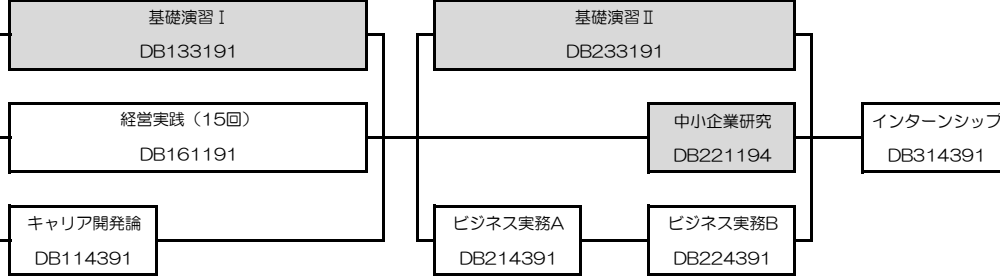 基礎演習Ⅰ
DB133191
基礎演習Ⅱ
DB233191
経営実践（15回）
DB161191
中小企業研究
DB221194
インターンシップ
DB314391
キャリア開発論
DB114391
ビジネス実務A
DB214391
ビジネス実務B
DB224391